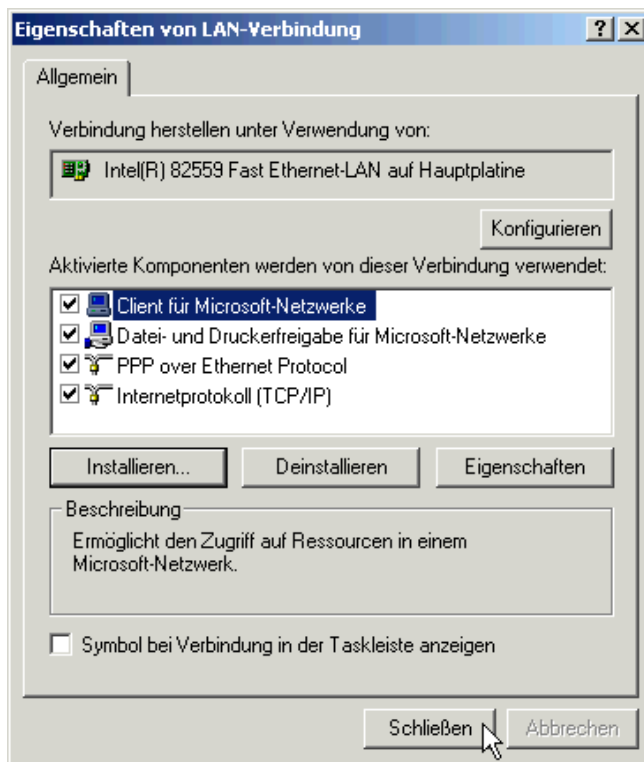 Eigenschaften von LAN-Verbindung
Allgemein
Verbindung herstellen unter Verwendung von:
Intel(R) 82559 Fast Ethernet-LAN auf Hauptplatine
Konfigurieren
Aktivierte Komponenten werden von dieser Verbindung verwendet:
Client für Microsoft-Netzwerke
Datei- und Druckerfreigabe für Microsoft-Netzwerke
PPP over Ethernet Protocol
Internetprotokoll (TCP/IP)
Installieren... Deinstallieren Eigenschaften
Beschreibung
Ermöglicht den Zugriff auf Ressourcen in einem
Microsoft-Netzwerk.
Symbol bei Verbindung in der Taskleiste anzeigen
Schließen Abbrechen